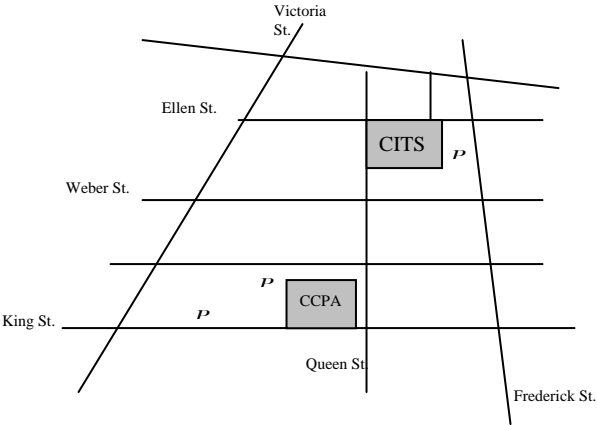 Victoria
St.
Ellen St.
CITS
P
Weber St.
P
CCPA
P
King St.
Queen St.
Frederick St.